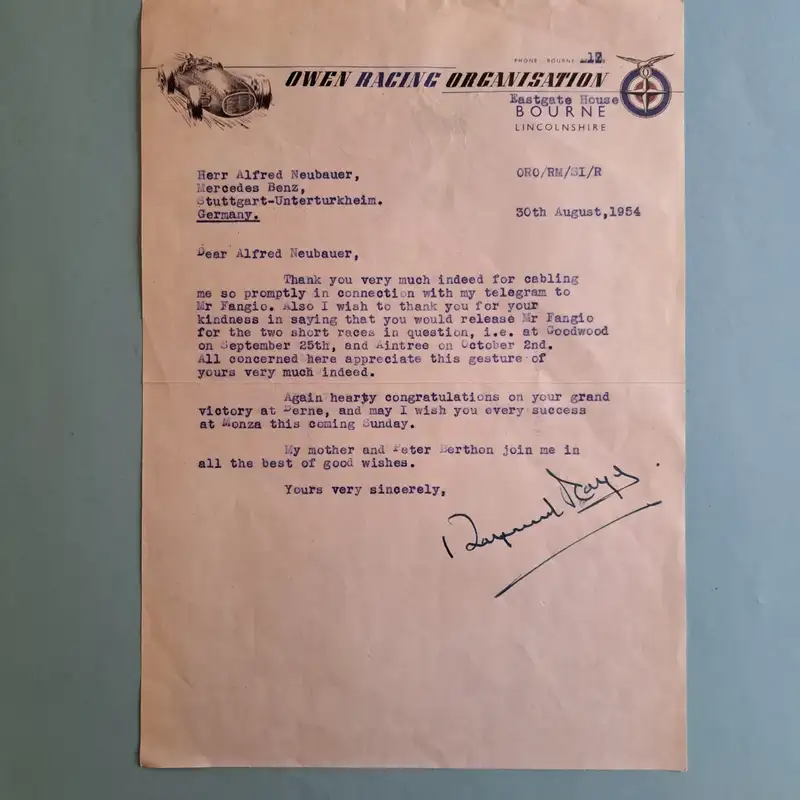 PHONE BOURNE 12
OWEN RACING ORGANISATION
Eastgate House
BOURNE
LINCOLNSHIRE
Herr Alfred Neubauer,
Mercedes Benz,
Stuttgart-Unterturkheim.
Germany.
ORO/RM/SI/R
30th August,1954
Dear Alfred Neubauer,
Thank you very much indeed for cabling
me so promptly in connection with my telegram to
Mr Fangio. Also I wish to thank you for your
kindness in saying that you would release Mr Fangio
for the two short races in question, i.e. at Goodwood
on September 25th, and Aintree on October 2nd.
All concerned here appreciate this gesture of
yours very much indeed.
Again hearty congratulations on your grand
victory at Berne, and may I wish you every success
at Monza this coming Sunday.
My mother and Peter Berthon join me in
all the best of good wishes.
Yours very sincerely,
Raymond Mays